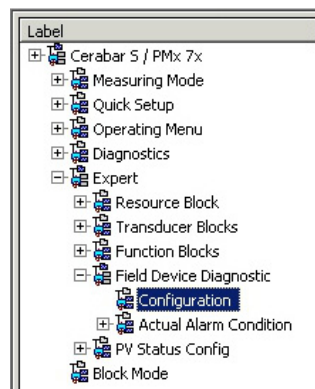 Label
Cerabar S / PMx 7x
Measuring Mode
Quick Setup
Operating Menu
Diagnostics
Expert
Resource Block
Transducer Blocks
Function Blocks
Field Device Diagnostic
Configuration
Actual Alarm Condition
PV Status Config
Block Mode